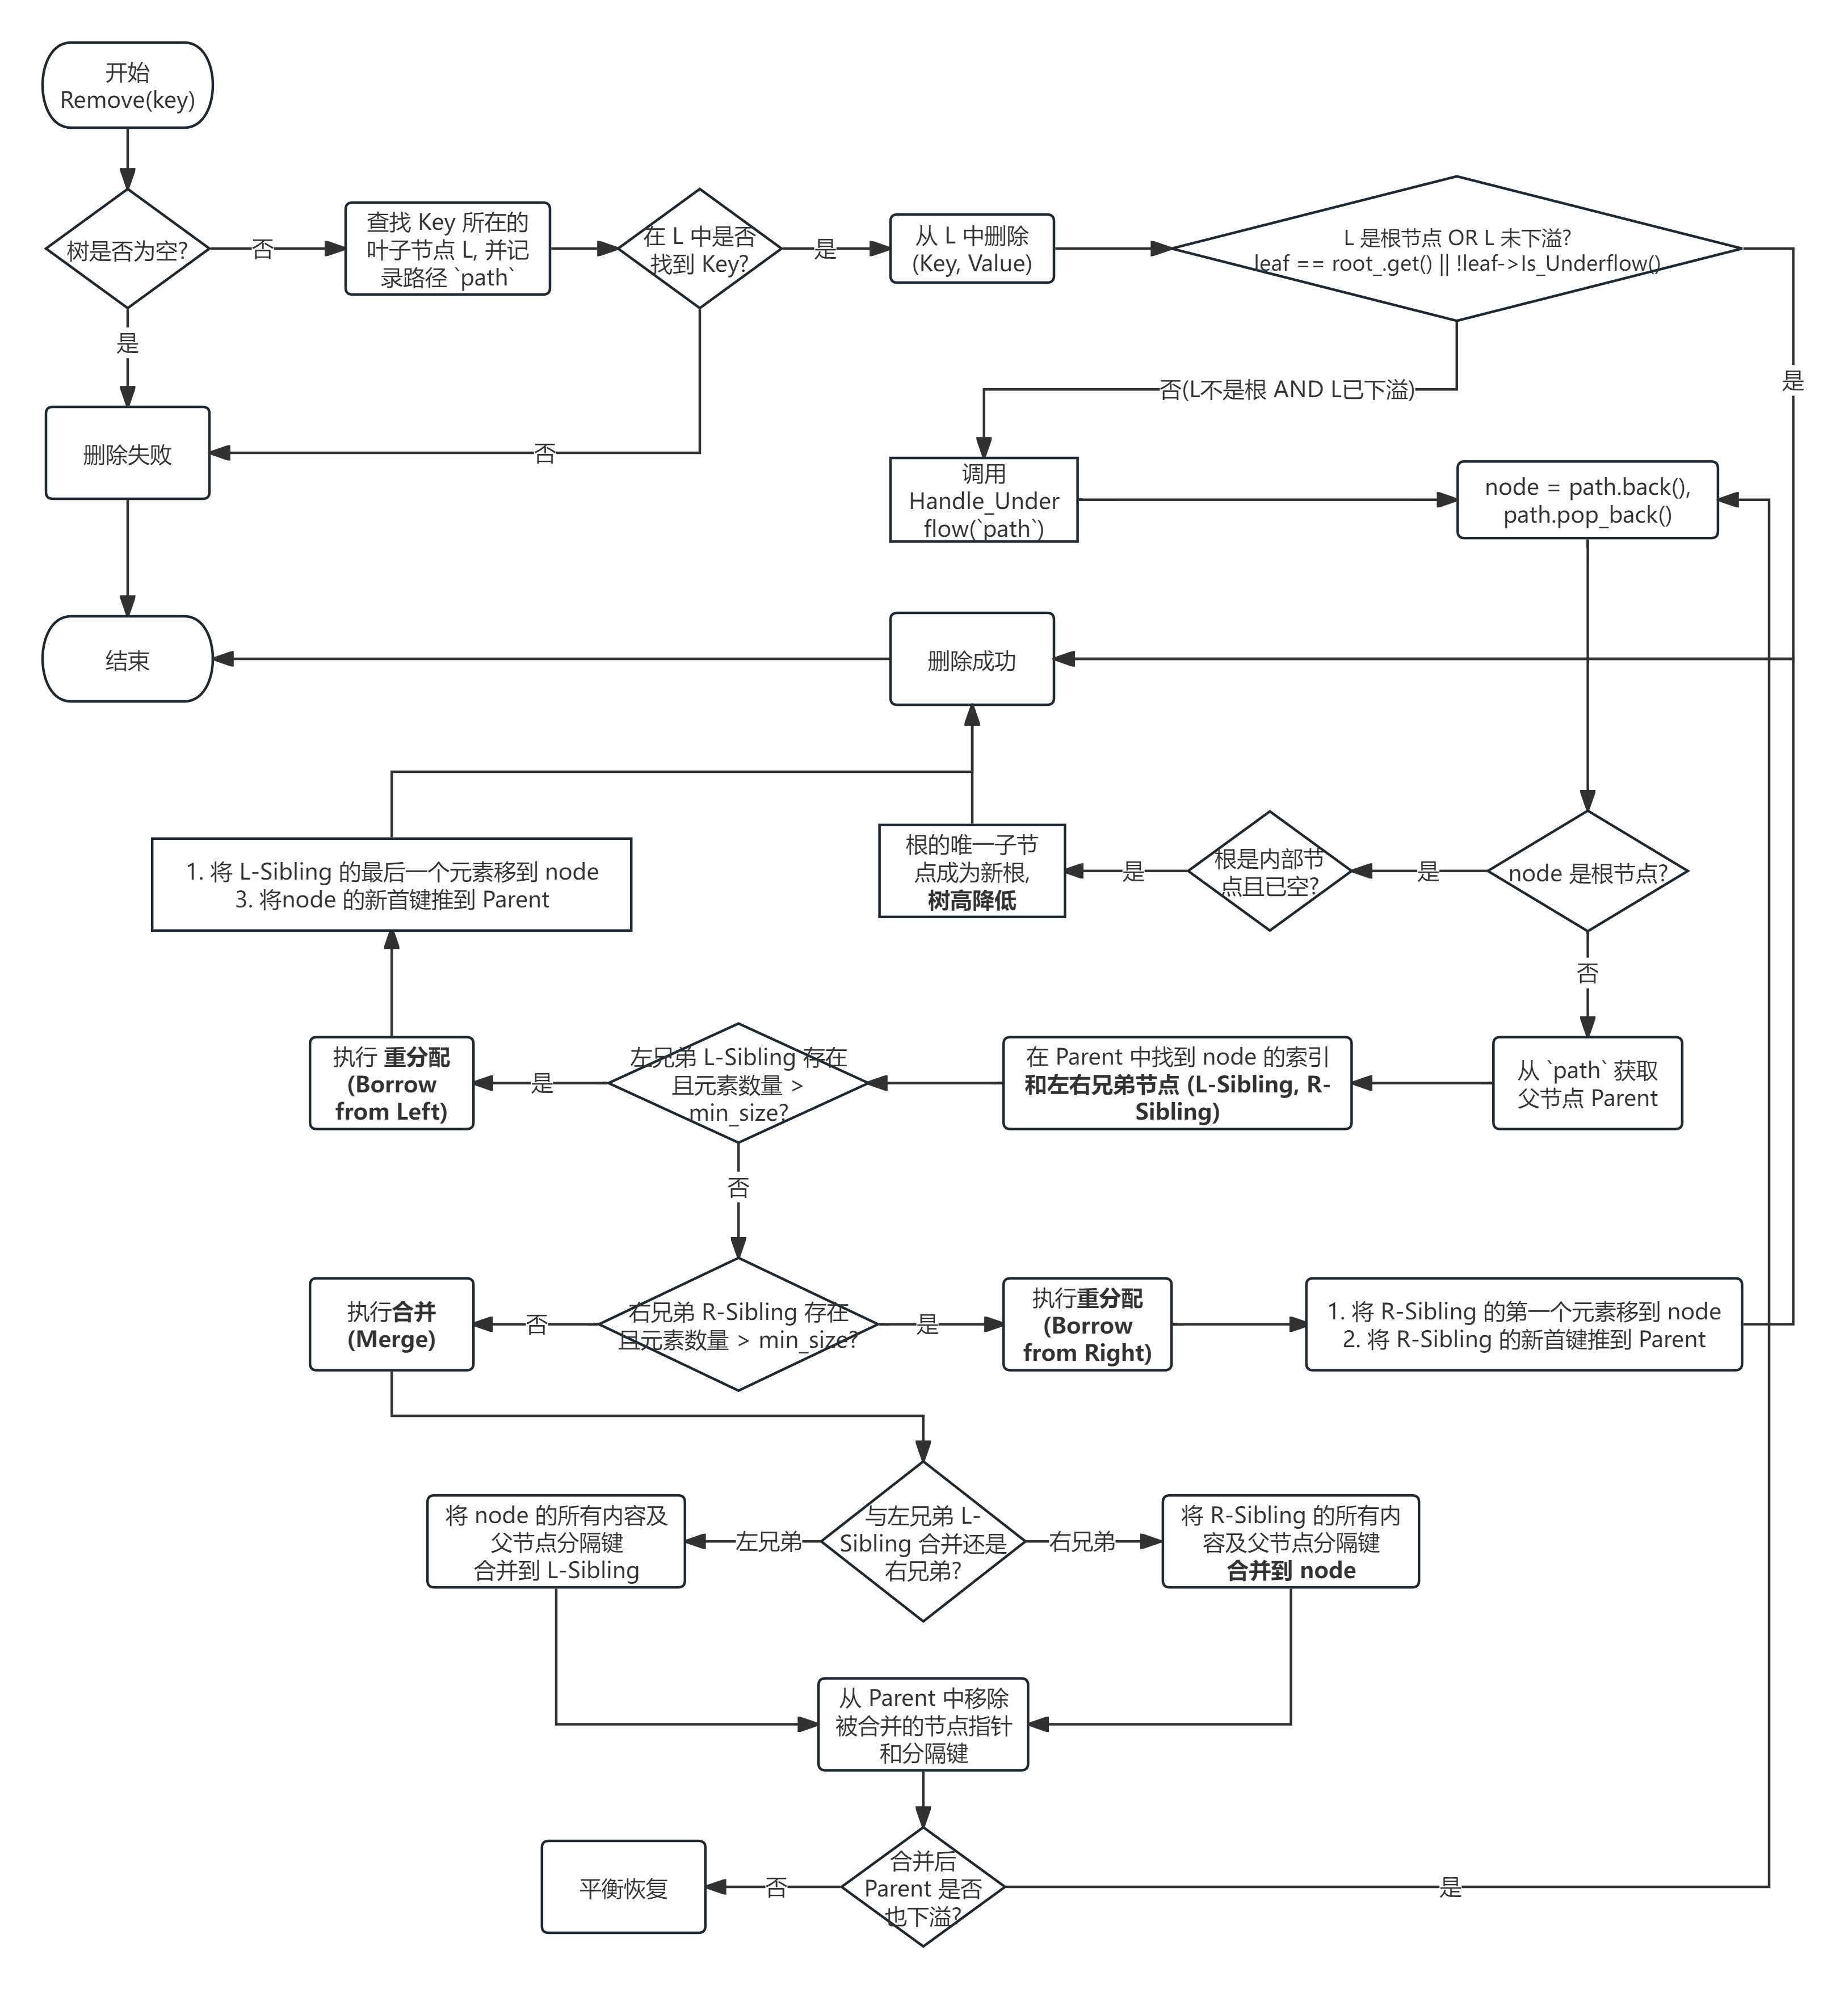 开始
Remove(key)
树是否为空?
否
查找 Key 所在的
叶子节点 L, 并记
录路径 `path`
在 L 中是否
找到 Key?
是
从 L 中删除
(Key, Value)
L 是根节点 OR L 未下溢?
leaf == root_.get() || !leaf->Is_Underflow()
是
是
否(L不是根 AND L已下溢)
删除失败
否
调用
Handle_Under
flow(`path`)
node = path.back(),
path.pop_back()
结束
删除成功
1. 将 L-Sibling 的最后一个元素移到 node
3. 将node 的新首键推到 Parent
根的唯一子节
点成为新根,
树高降低
是
根是内部节
点且已空?
是
node 是根节点?
否
执行 重分配
(Borrow
from Left)
是
左兄弟 L-Sibling 存在
且元素数量 >
min_size?
在 Parent 中找到 node 的索引
和左右兄弟节点 (L-Sibling, R-
Sibling)
从 `path` 获取
父节点 Parent
否
执行合并
(Merge)
否
右兄弟 R-Sibling 存在
且元素数量 > min_size?
是
执行重分配
(Borrow
from Right)
1. 将 R-Sibling 的第一个元素移到 node
2. 将 R-Sibling 的新首键推到 Parent
将 node 的所有内容及
父节点分隔键
合并到 L-Sibling
左兄弟
与左兄弟 L-
Sibling 合并还是
右兄弟?
右兄弟
将 R-Sibling 的所有内
容及父节点分隔键
合并到 node
从 Parent 中移除
被合并的节点指针
和分隔键
平衡恢复
否
合并后
Parent 是否
也下溢?
是